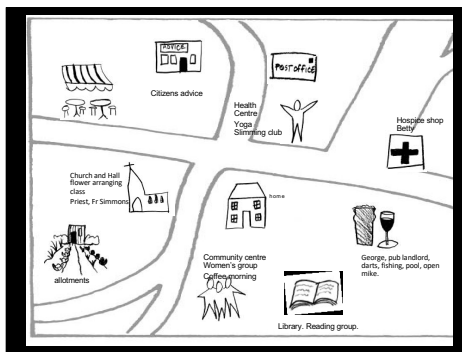 ADVICE
Citizens advice
POST OFFICE
Health
Centre
Yoga
Slimming club
Hospice shop
Betty
Church and Hall
flower arranging
class
Priest, Fr Simmons
home
allotments
Community centre
Women's group
Coffee morning
George, pub landlord,
darts, fishing, pool, open
mike.
Library. Reading group.